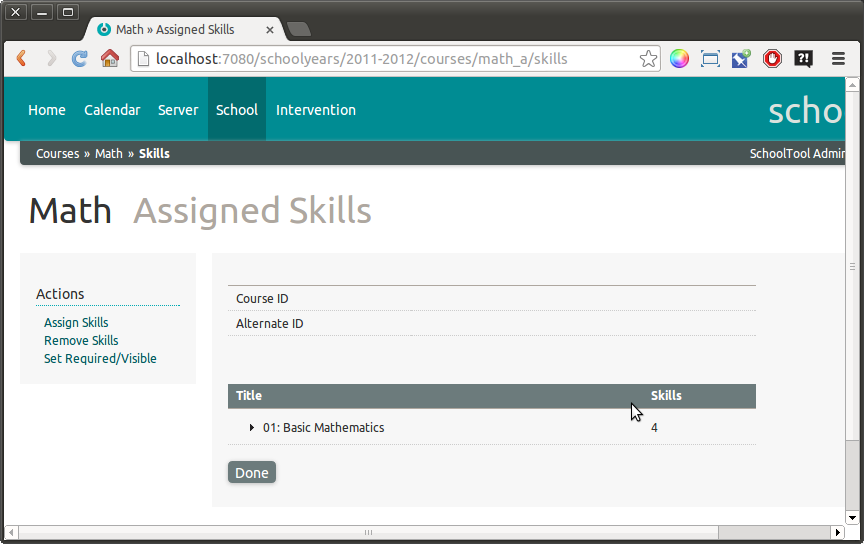 Math » Assigned Skills
localhost:7080/schoolyears/2011-2012/courses/math_a/skills
?!
Home Calendar Server School Intervention scho
Courses » Math » Skills SchoolTool Admin
Math Assigned Skills
Actions
Assign Skills
Remove Skills
Set Required/Visible
Course ID
Alternate ID
Title Skills
01: Basic Mathematics 4
Done